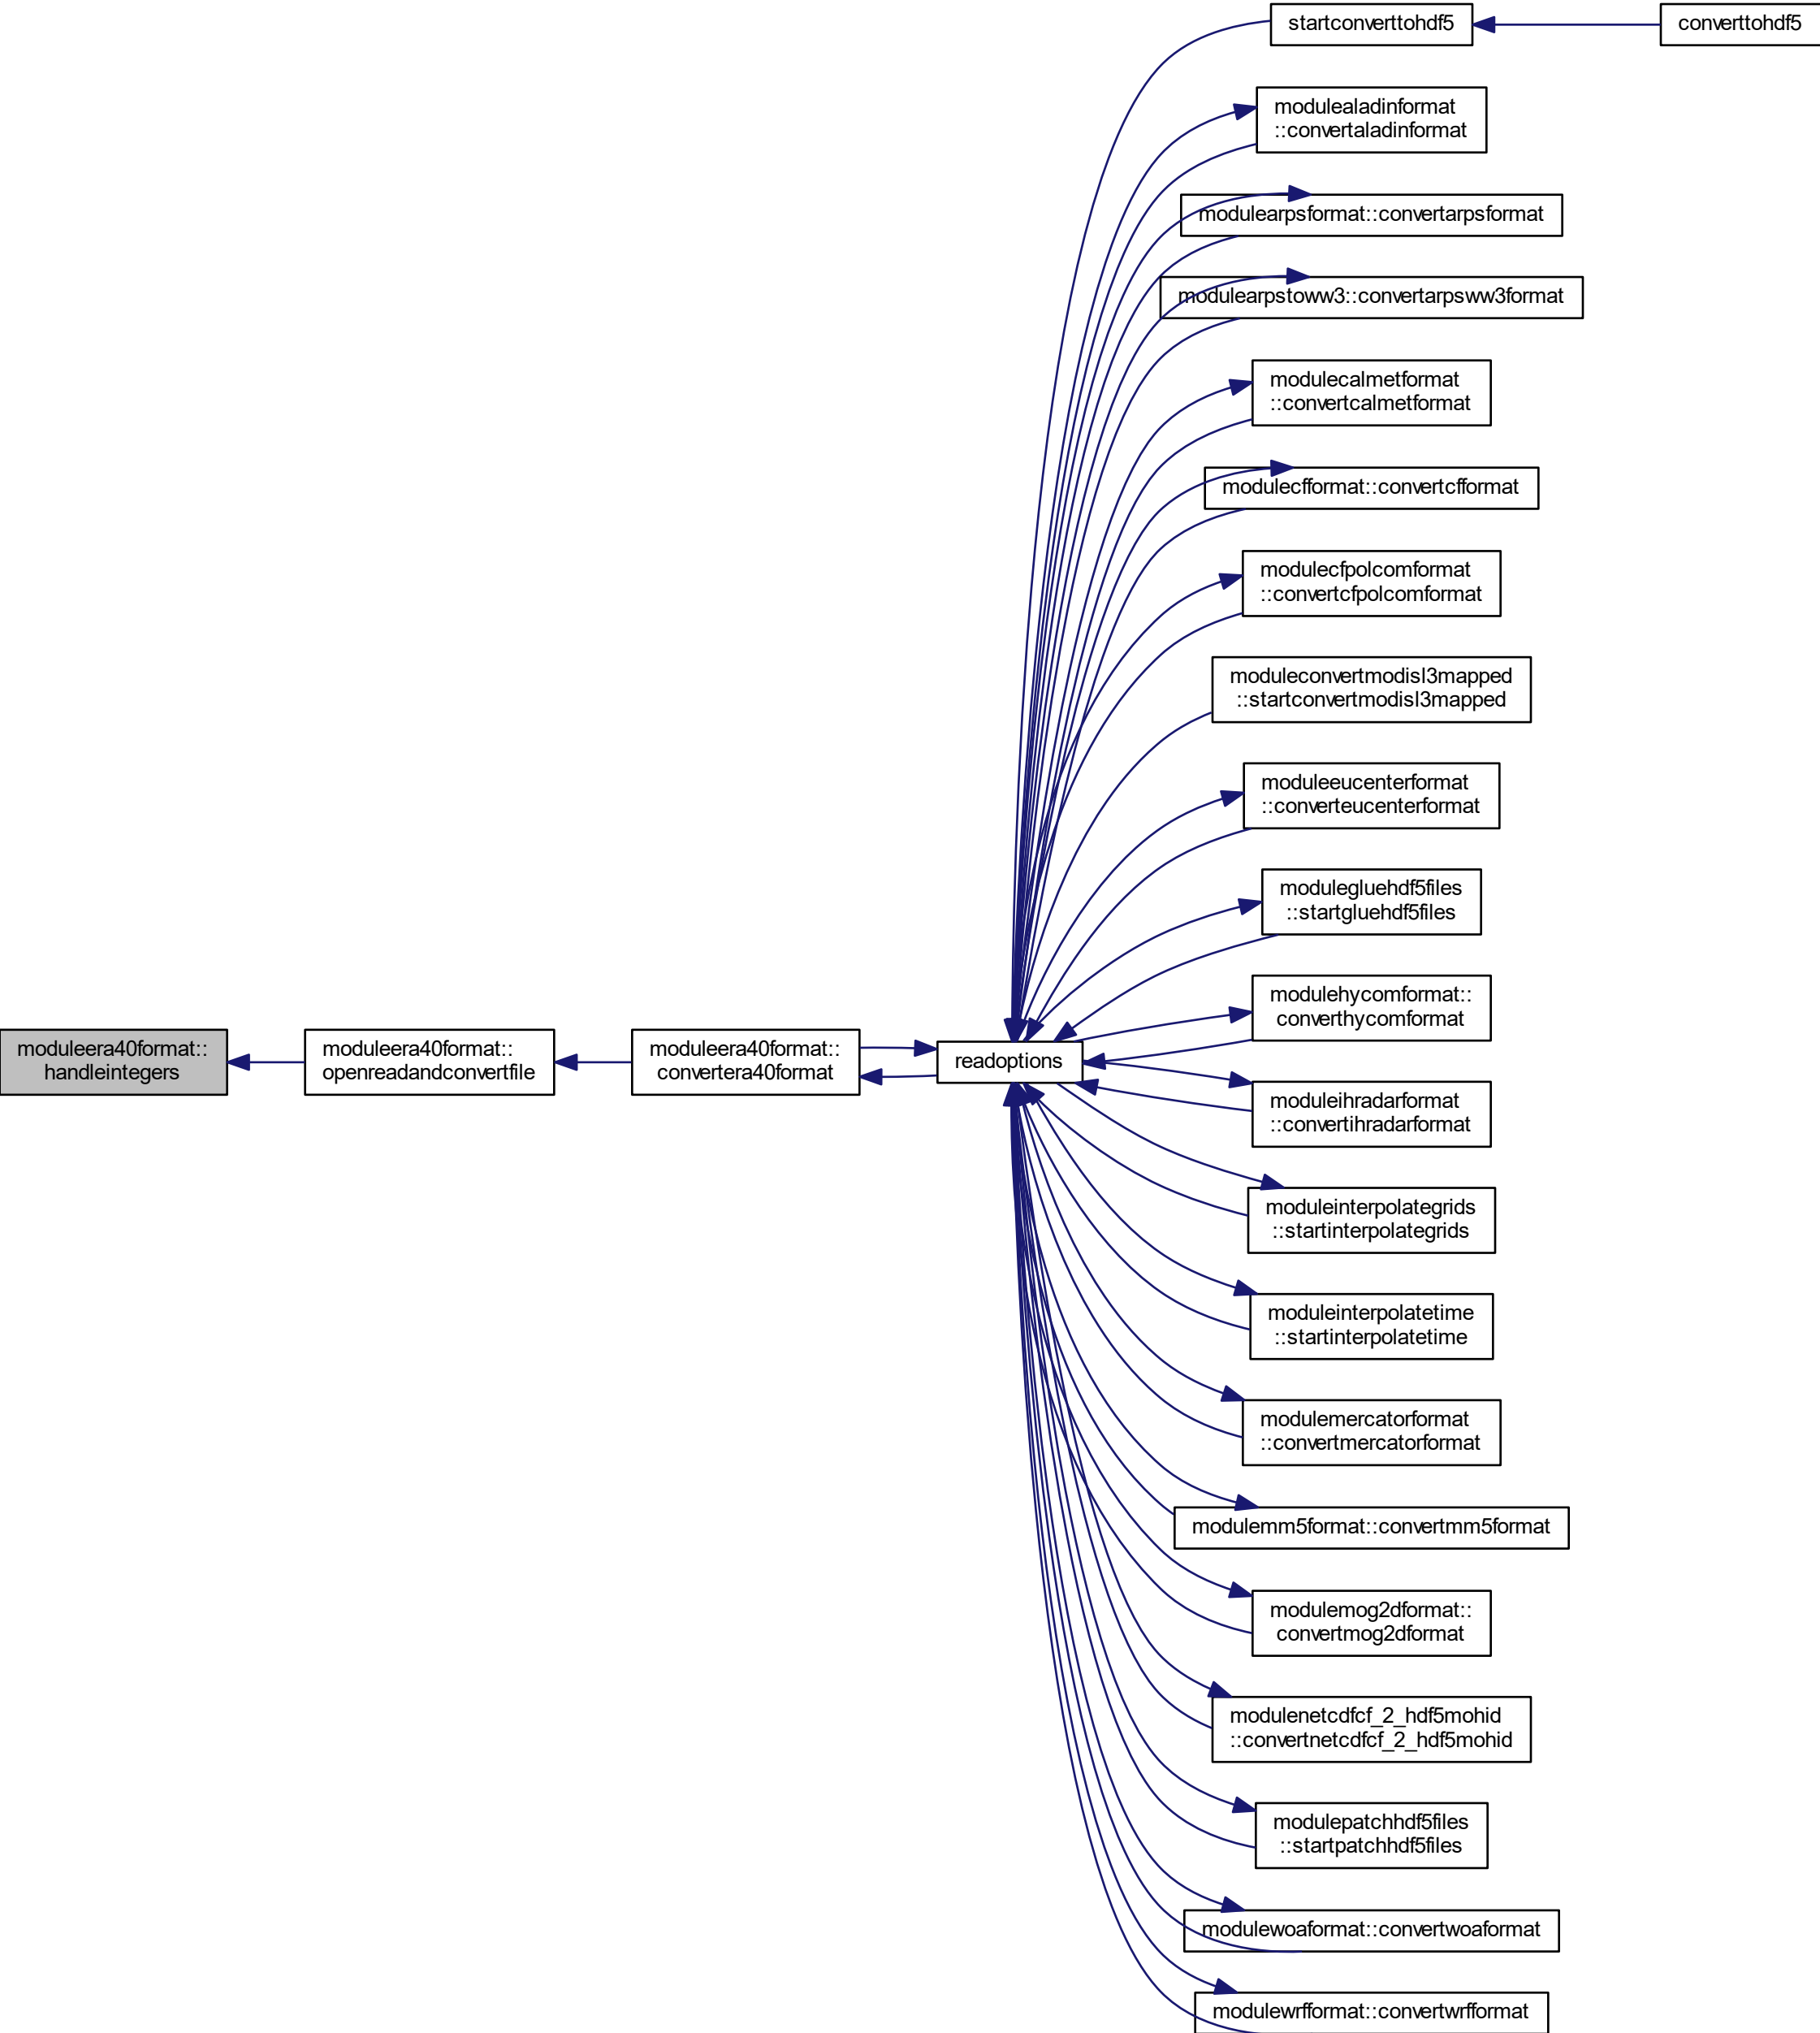 startconverttohdf5
converttohdf5
modulealadinformat
::convertaladinformat
modulearpsformat::convertarpsformat
modulearpstoww3::convertarpsww3format
modulecalmetformat
::convertcalmetformat
modulecfformat::convertcfformat
modulecfpolcomformat
::convertcfpolcomformat
moduleconvertmodisl3mapped
::startconvertmodisl3mapped
moduleeucenterformat
::converteucenterformat
modulegluehdf5files
::startgluehdf5files
modulehycomformat::
converthycomformat
moduleera40format::
handleintegers
moduleera40format::
openreadandconvertfile
moduleera40format::
convertera40format
readoptions
moduleihradarformat
::convertihradarformat
moduleinterpolategrids
::startinterpolategrids
moduleinterpolatetime
::startinterpolatetime
modulemercatorformat
::convertmercatorformat
modulemm5format::convertmm5format
modulemog2dformat::
convertmog2dformat
modulenetcdfcf_2_hdf5mohid
::convertnetcdfcf_2_hdf5mohid
modulepatchhdf5files
::startpatchhdf5files
modulewoaformat::convertwoaformat
modulewrfformat::convertwrfformat